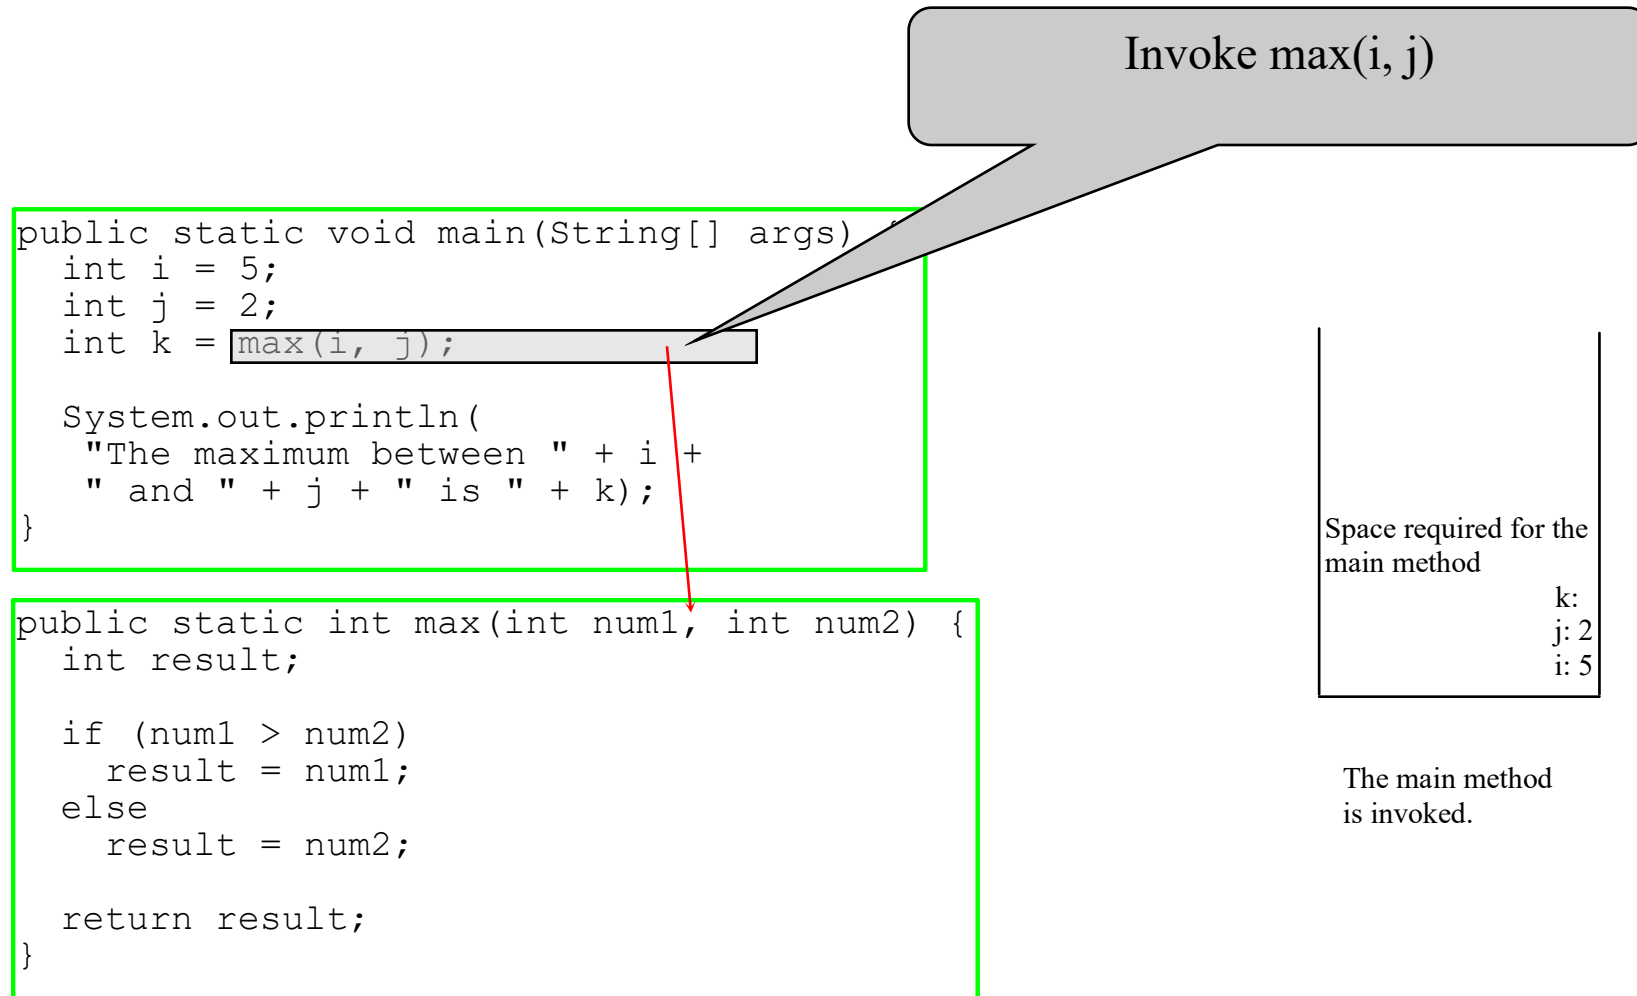 Invoke max(i, j)
public static void main(String[] args) {
int i = 5;
int j = 2;
int k = max(i, j);
System.out.println(
"The maximum between " + i +
" and " + j + " is " + k);
}
public static int max(int num1, int num2) {
int result;
if (num1 > num2)
result = num1;
else
result = num2;
return result;
}
Space required for the
main method
k:
j: 2
i: 5
The main method
is invoked.